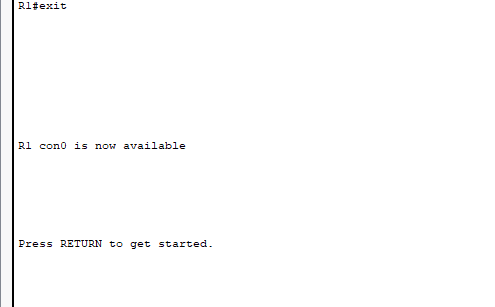 R1#exit
R1 con0 is now available
Press RETURN to get started.